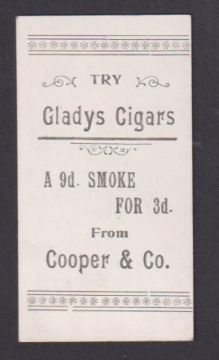 TRY
Gladys Cigars
A 9d. SMOKE
FOR 3d.
From
Cooper & Co.